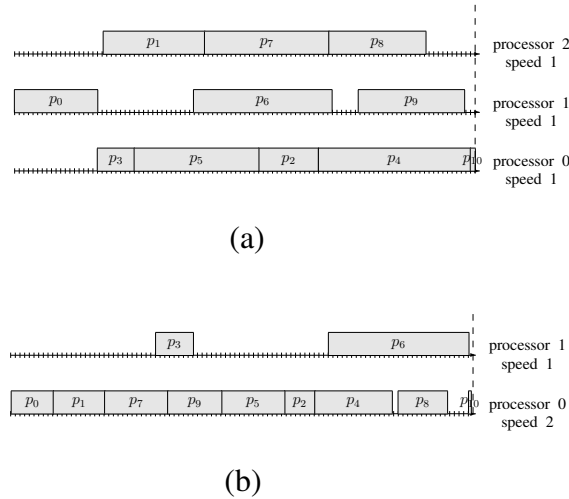 p1 p7 p8 processor 2
speed 1
p0 p6 p9 processor 1
speed 1
p3 p5 p2 p4 p10 processor 0
speed 1
(a)
p3 p6 processor 1
speed 1
p0 p1 p7 p9 p5 p2 p4 p8 p10 processor 0
speed 2
(b)